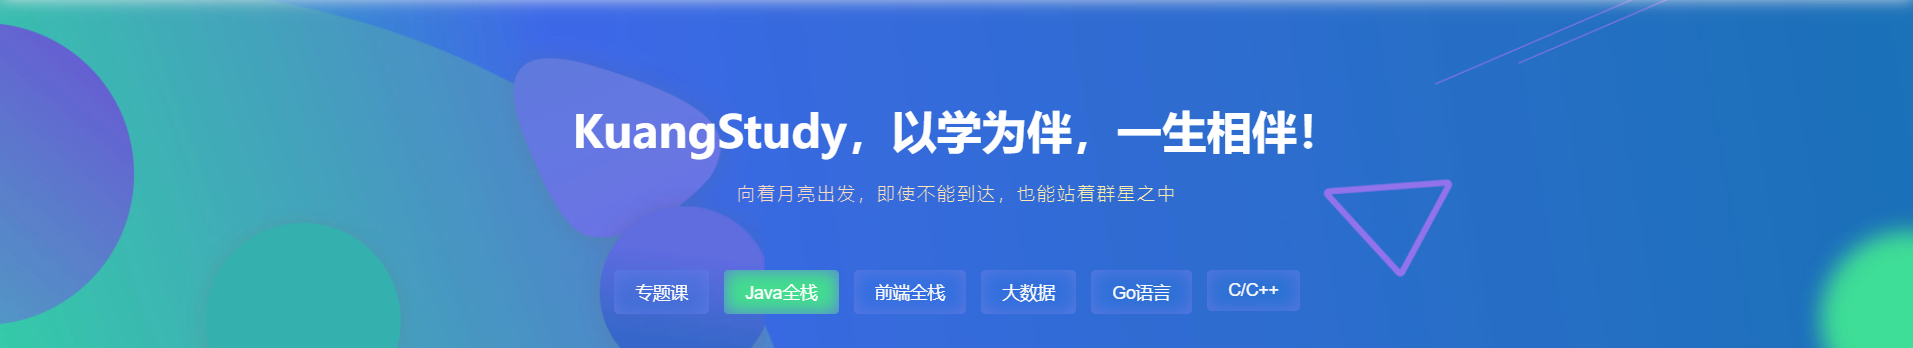 KuangStudy，以学为伴，一生相伴！
向着月亮出发，即使不能到达，也能站着群星之中
专题课 Java全栈 前端全栈 大数据 Go语言 C/C++